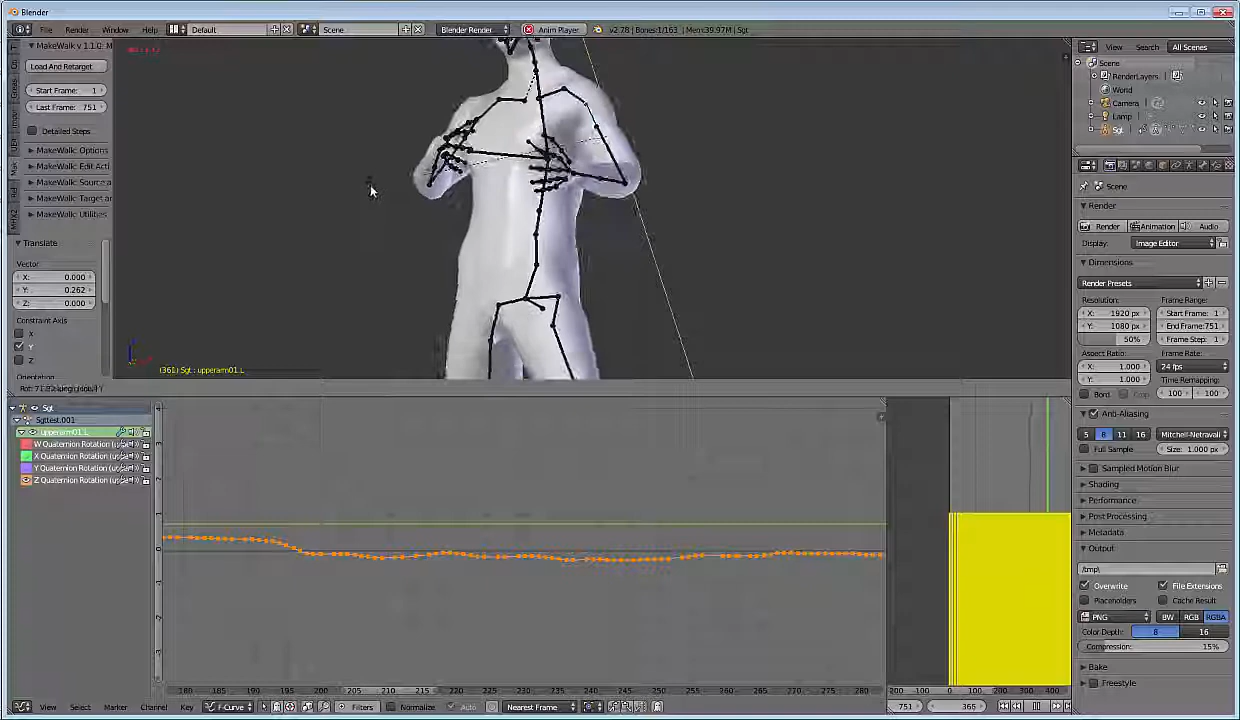 Blender
File Render Window Help Default Scene Blender Render Anim Player v2.78 | Bones:1/163 | Mem:39.97M | Sgt
View Search All Scenes
MakeWalk v 1.1.0: M
Load And Retarget
Start Frame: 1
Last Frame: 751
Detailed Steps
MakeWalk: Options
MakeWalk: Edit Acti
MakeWalk: Source a
MakeWalk: Target ar
MakeWalk: Utilities
Translate
Vector
X: 0.000
Y: 0.262
Z: 0.000
Constraint Axis
X
Y
Z
Orientation
(361) Sgt : upperarm01.L
Scene
RenderLayers
World
Camera
Lamp
Sgt
Scene
Render
Render Animation Audio
Display: Image Editor
Dimensions
Render Presets
Resolution: Frame Range:
X: 1920 px Start Frame: 1
Y: 1080 px End Frame:751
50% Frame Step: 1
Aspect Ratio: Frame Rate:
X: 1.000 24 fps
Y: 1.000 Time Remapping:
Bord Crop 100 100
Anti-Aliasing
5 8 11 16 Mitchell-Netravali
Full Sample Size: 1.000 px
Sampled Motion Blur
Shading
Performance
Post Processing
Metadata
Output
/tmp\
Overwrite File Extensions
Placeholders Cache Result
PNG BW RGB RGBA
Color Depth: 8 16
Compression: 15%
Bake
Freestyle
Sgt
Sgttest.001
upperarm01.L
W Quaternion Rotation
X Quaternion Rotation
Y Quaternion Rotation
Z Quaternion Rotation
180 190 195 200 205 210 215 220 225 230 235 240 245 250 255 260 265 270 275 280
200 0 100 200 300 400
View Select Marker Channel Key F-Curve Filters Normalize Auto Nearest Frame
751 365